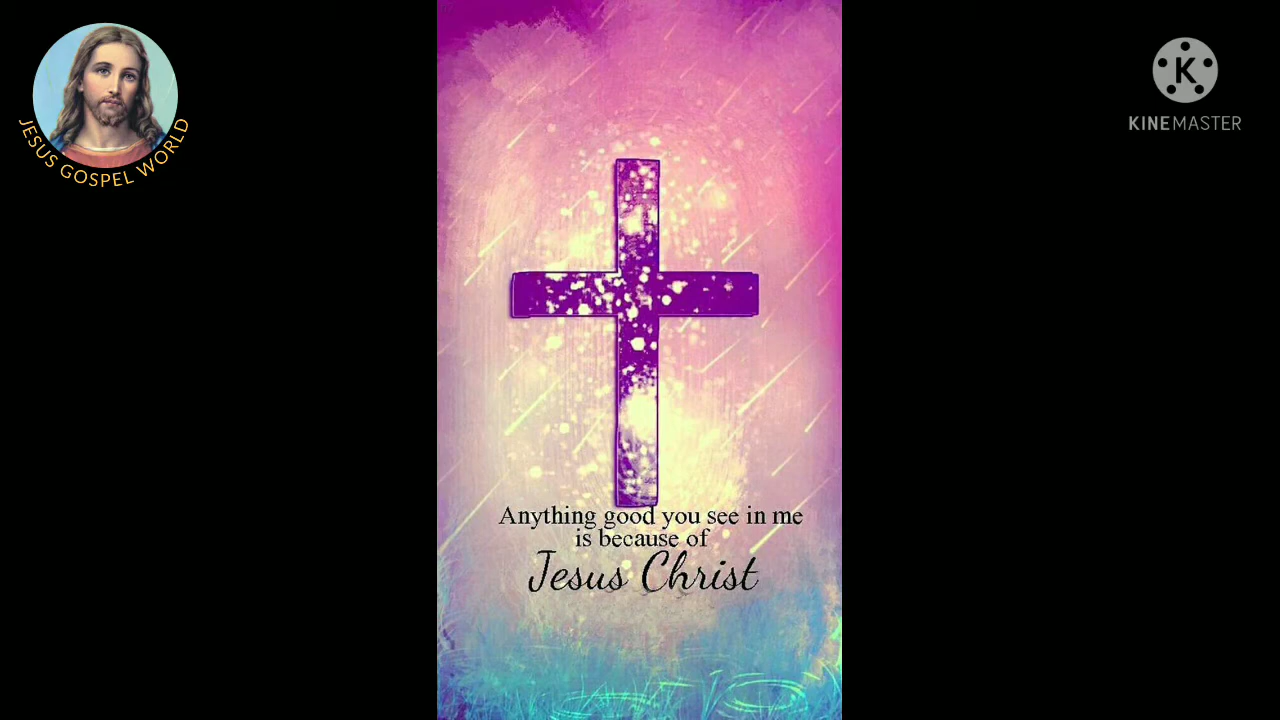 JESUS GOSPEL WORLD
K
KINEMASTER
Anything good you see in me
is because of
Jesus Christ